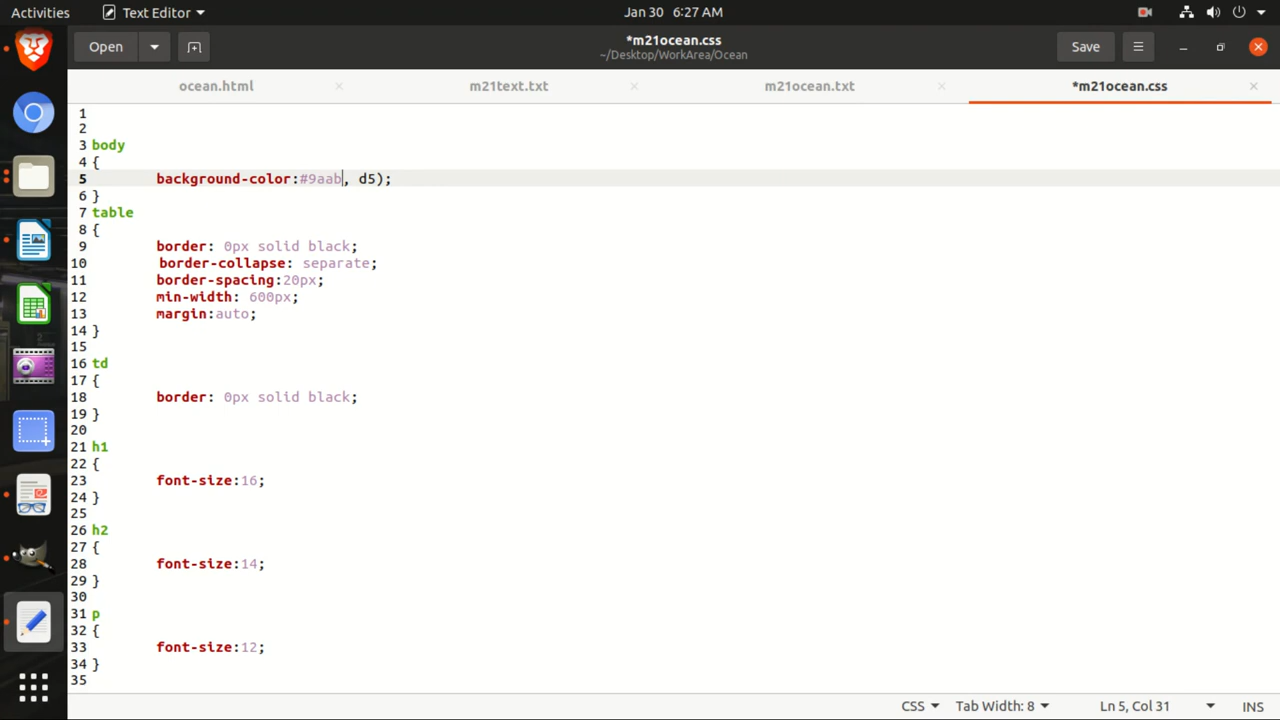 Activities Text Editor Jan 30 6:27 AM
Open *m21ocean.css Save
~/Desktop/WorkArea/Ocean
ocean.html m21text.txt m21ocean.txt *m21ocean.css
1
2
3 body
4 {
5 background-color:#9aab, d5);
6 }
7 table
8 {
9 border: 0px solid black;
10 border-collapse: separate;
11 border-spacing:20px;
12 min-width: 600px;
13 margin:auto;
14 }
15
16 td
17 {
18 border: 0px solid black;
19 }
20
21 h1
22 {
23 font-size:16;
24 }
25
26 h2
27 {
28 font-size:14;
29 }
30
31 p
32 {
33 font-size:12;
34 }
35
CSS Tab Width: 8 Ln 5, Col 31 INS